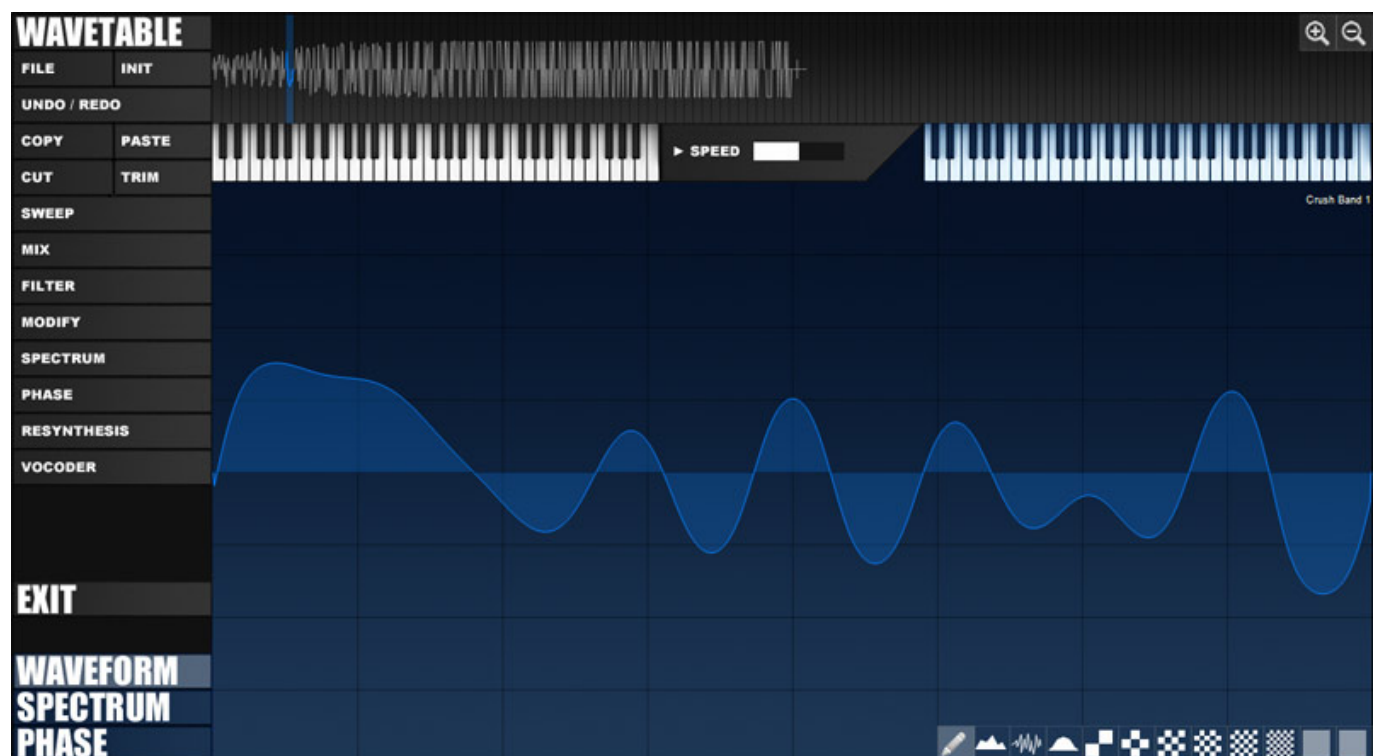 WAVETABLE
FILE INIT
UNDO / REDO
COPY PASTE
CUT TRIM
SWEEP
MIX
FILTER
MODIFY
SPECTRUM
PHASE
RESYNTHESIS
VOCODER
EXIT
WAVEFORM
SPECTRUM
PHASE
SPEED
Crush Band 1